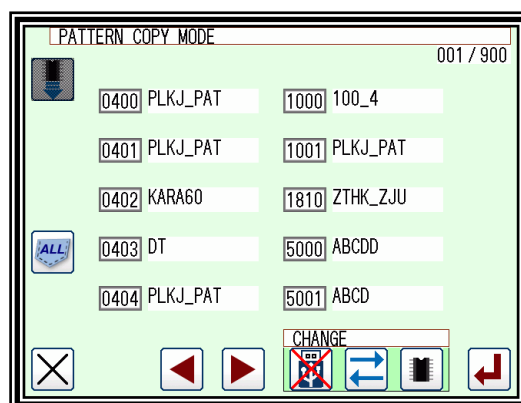 PATTERN COPY MODE
001 / 900
0400 PLKJ_PAT 1000 100_4
0401 PLKJ_PAT 1001 PLKJ_PAT
0402 KARA60 1810 ZTHK_ZJU
ALL 0403 DT 5000 ABCDD
0404 PLKJ_PAT 5001 ABCD
CHANGE